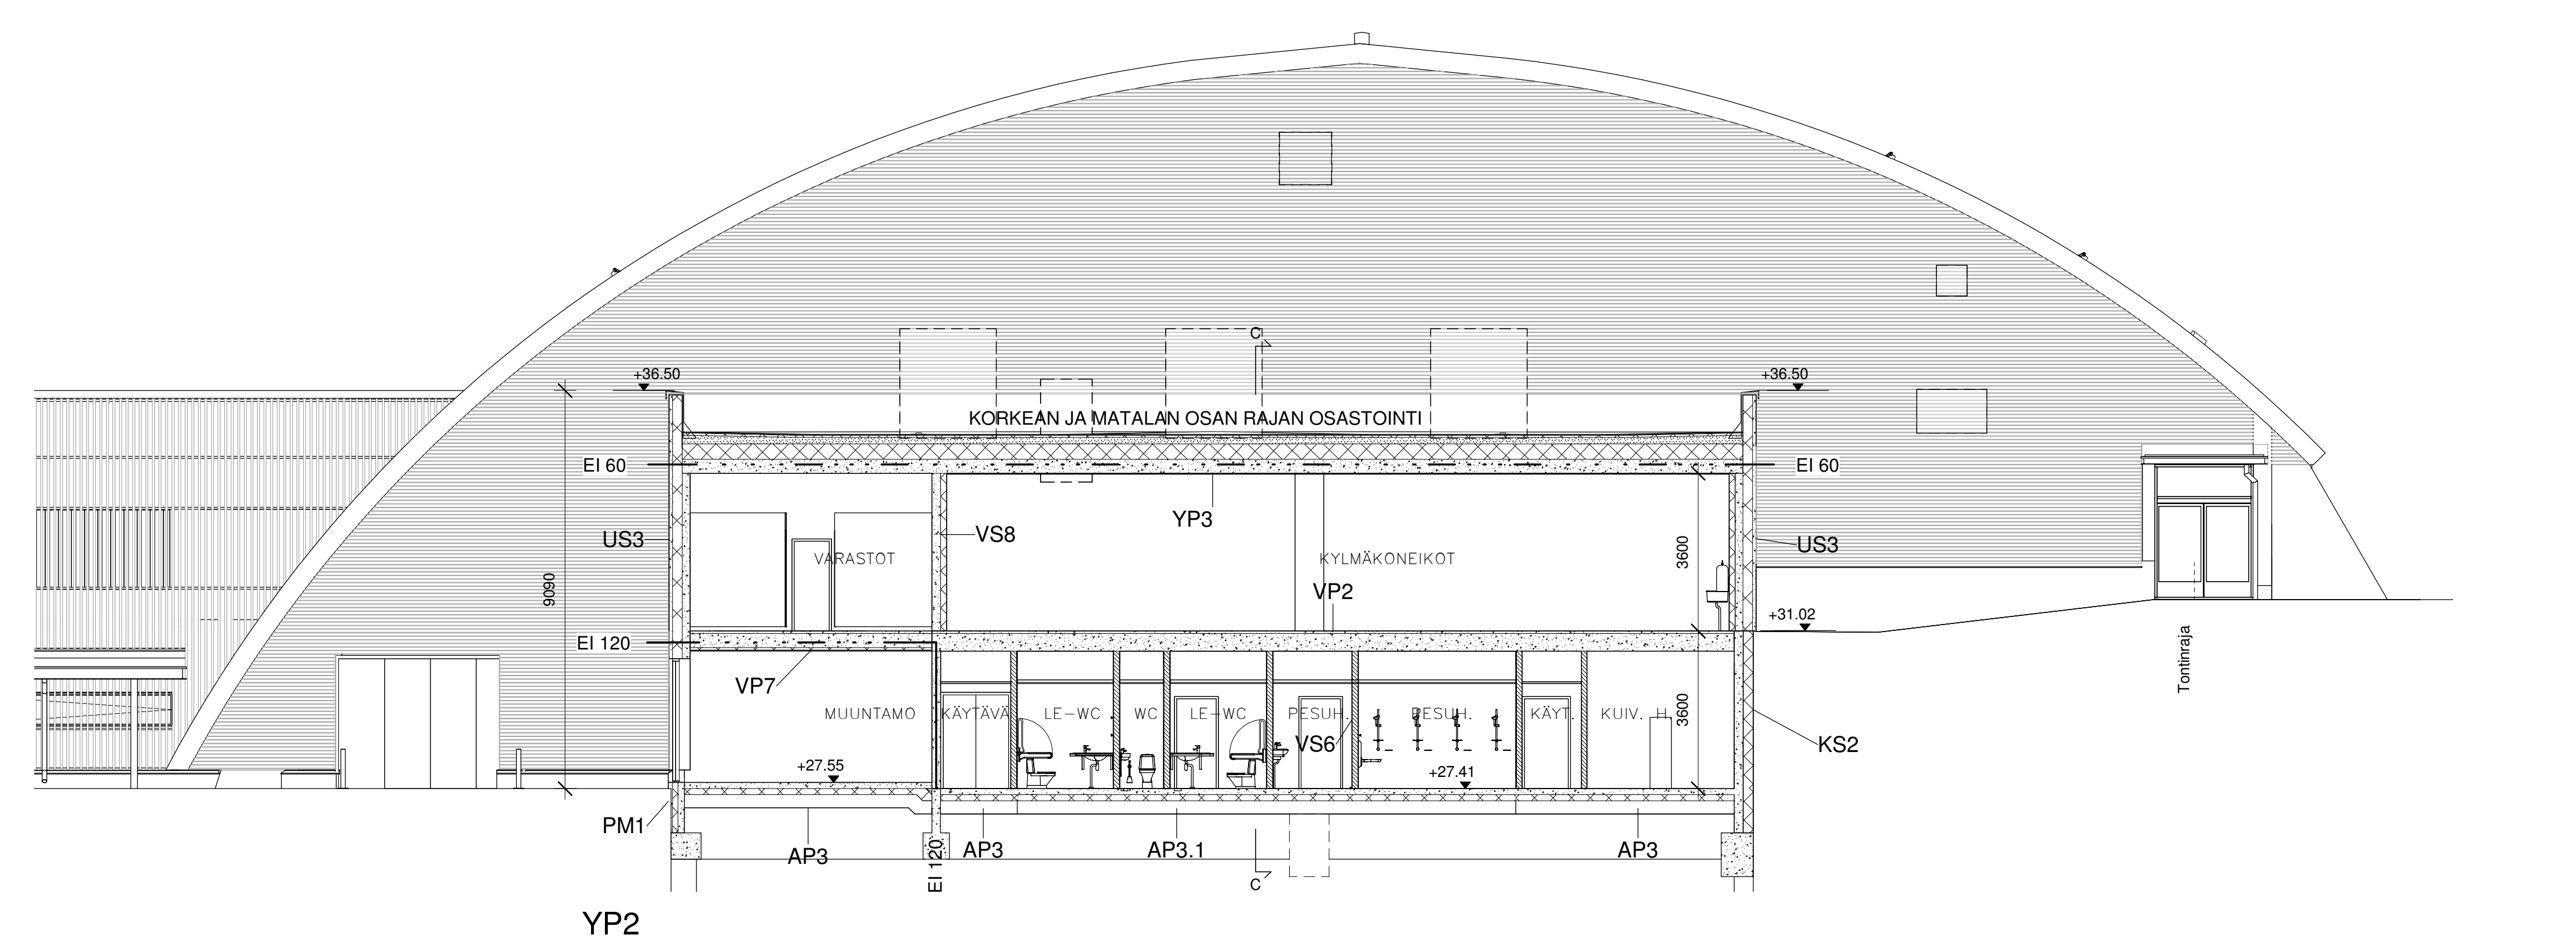 C
+36.50
+36.50
KORKEAN JA MATALAN OSAN RAJAN OSASTOINTI
EI 60
EI 60
YP3
US3
VS8
US3
VARASTOT
KYLMÄKONEIKOT
3600
9090
VP2
+31.02
EI 120
Tontinraja
VP7
MUUNTAMO
KÄYTÄVÄ
LE-WC
WC
LE-WC
PESUH.
PESUH.
KÄYT.
KUIV. H.
3600
VS6
KS2
+27.55
+27.41
PM1
AP3
EI 120
AP3
AP3.1
AP3
C
YP2